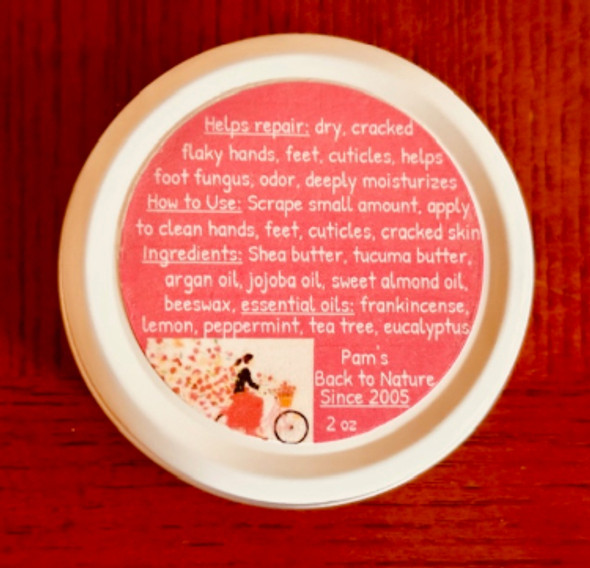 Helps repair: dry, cracked
flaky hands, feet, cuticles, helps
foot fungus, odor, deeply moisturizes
How to Use: Scrape small amount, apply
to clean hands, feet, cuticles, cracked skin
Ingredients: Shea butter, tucuma butter,
argan oil, jojoba oil, sweet almond oil,
beeswax, essential oils: frankincense,
lemon, peppermint, tea tree, eucalyptus
Pam's
Back to Nature
Since 2005
2 oz